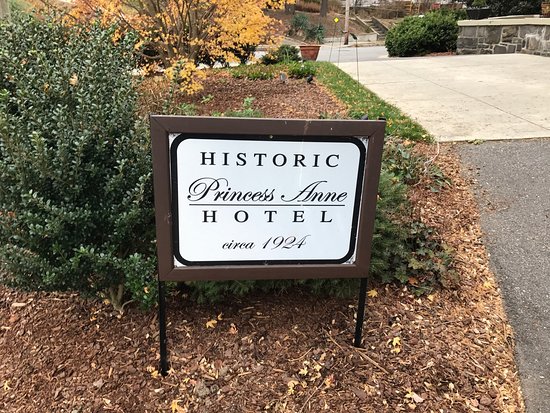 HISTORIC
Princess Anne
HOTEL
circa 1924